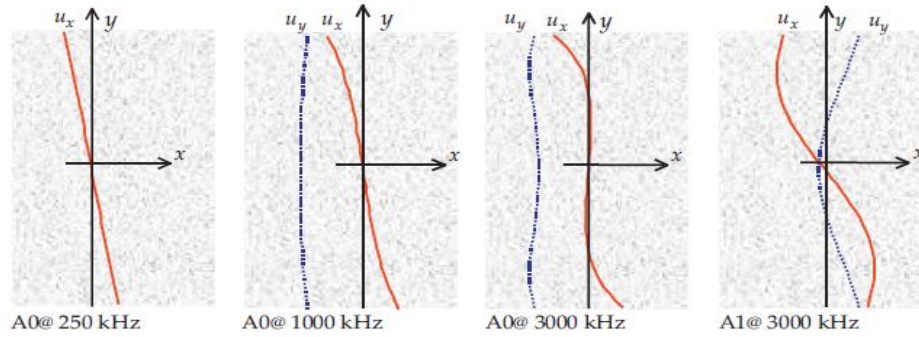 u_x y
x
A0@ 250 kHz
u_y u_x y
x
A0@ 1000 kHz
u_y u_x y
x
A0@ 3000 kHz
u_x y u_y
x
A1@ 3000 kHz